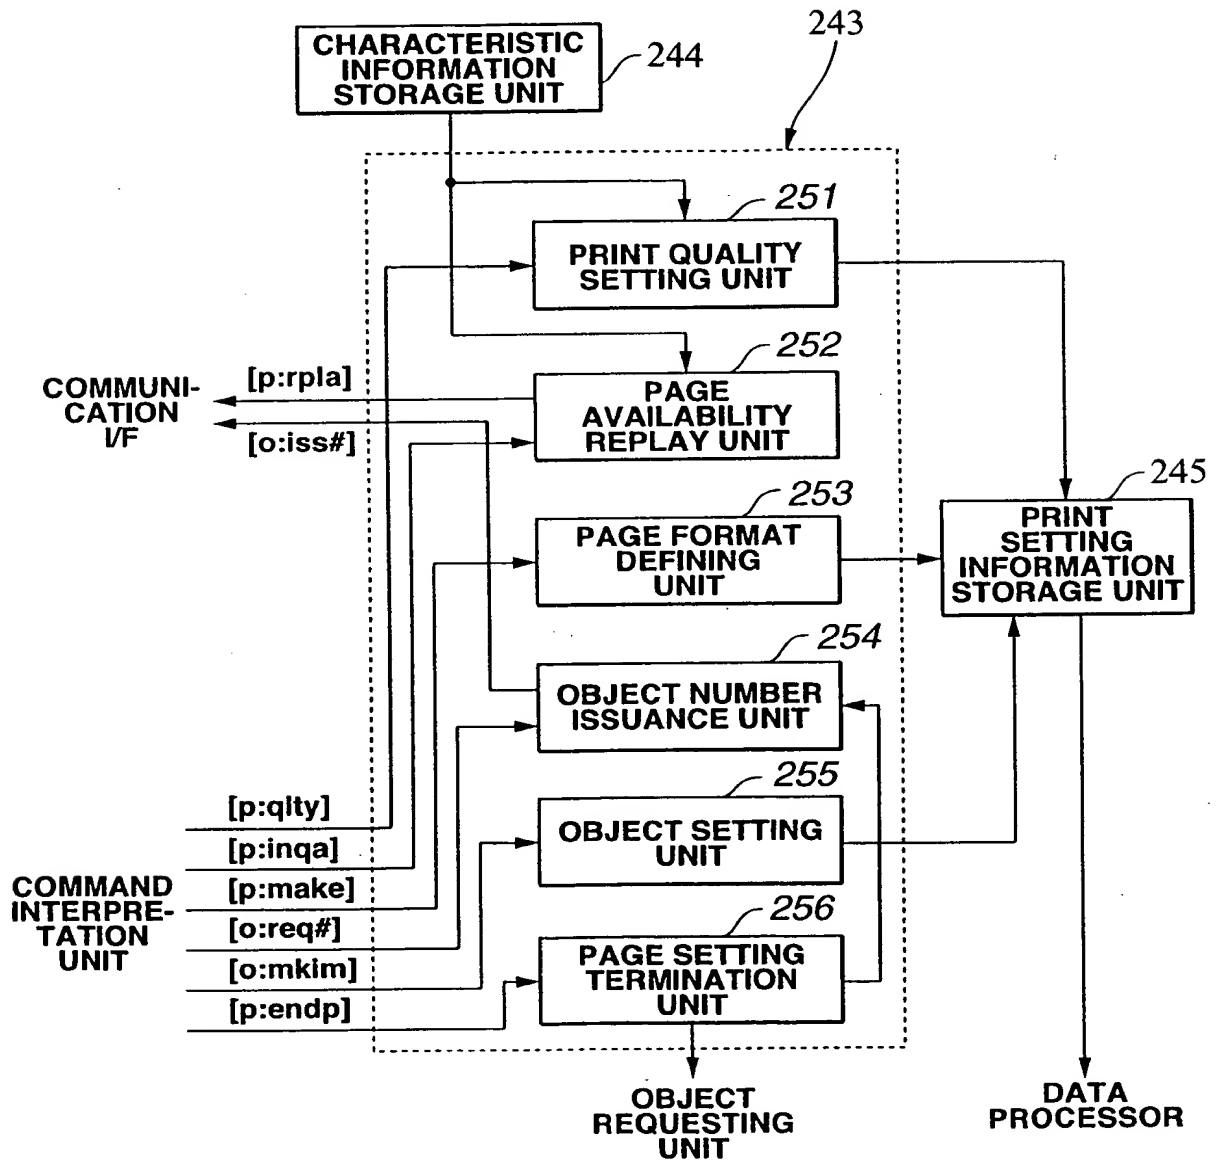 243
CHARACTERISTIC
INFORMATION
STORAGE UNIT
244
251
PRINT QUALITY
SETTING UNIT
252
PAGE
AVAILABILITY
REPLAY UNIT
[p:rpla]
COMMUNI-
CATION
I/F
[o:iss#]
253
PAGE FORMAT
DEFINING
UNIT
245
PRINT
SETTING
INFORMATION
STORAGE UNIT
254
OBJECT NUMBER
ISSUANCE UNIT
255
OBJECT SETTING
UNIT
256
PAGE SETTING
TERMINATION
UNIT
[p:qlty]
[p:inqa]
[p:make]
[o:req#]
[o:mkim]
[p:endp]
COMMAND
INTERPRE-
TATION
UNIT
OBJECT
REQUESTING
UNIT
DATA
PROCESSOR